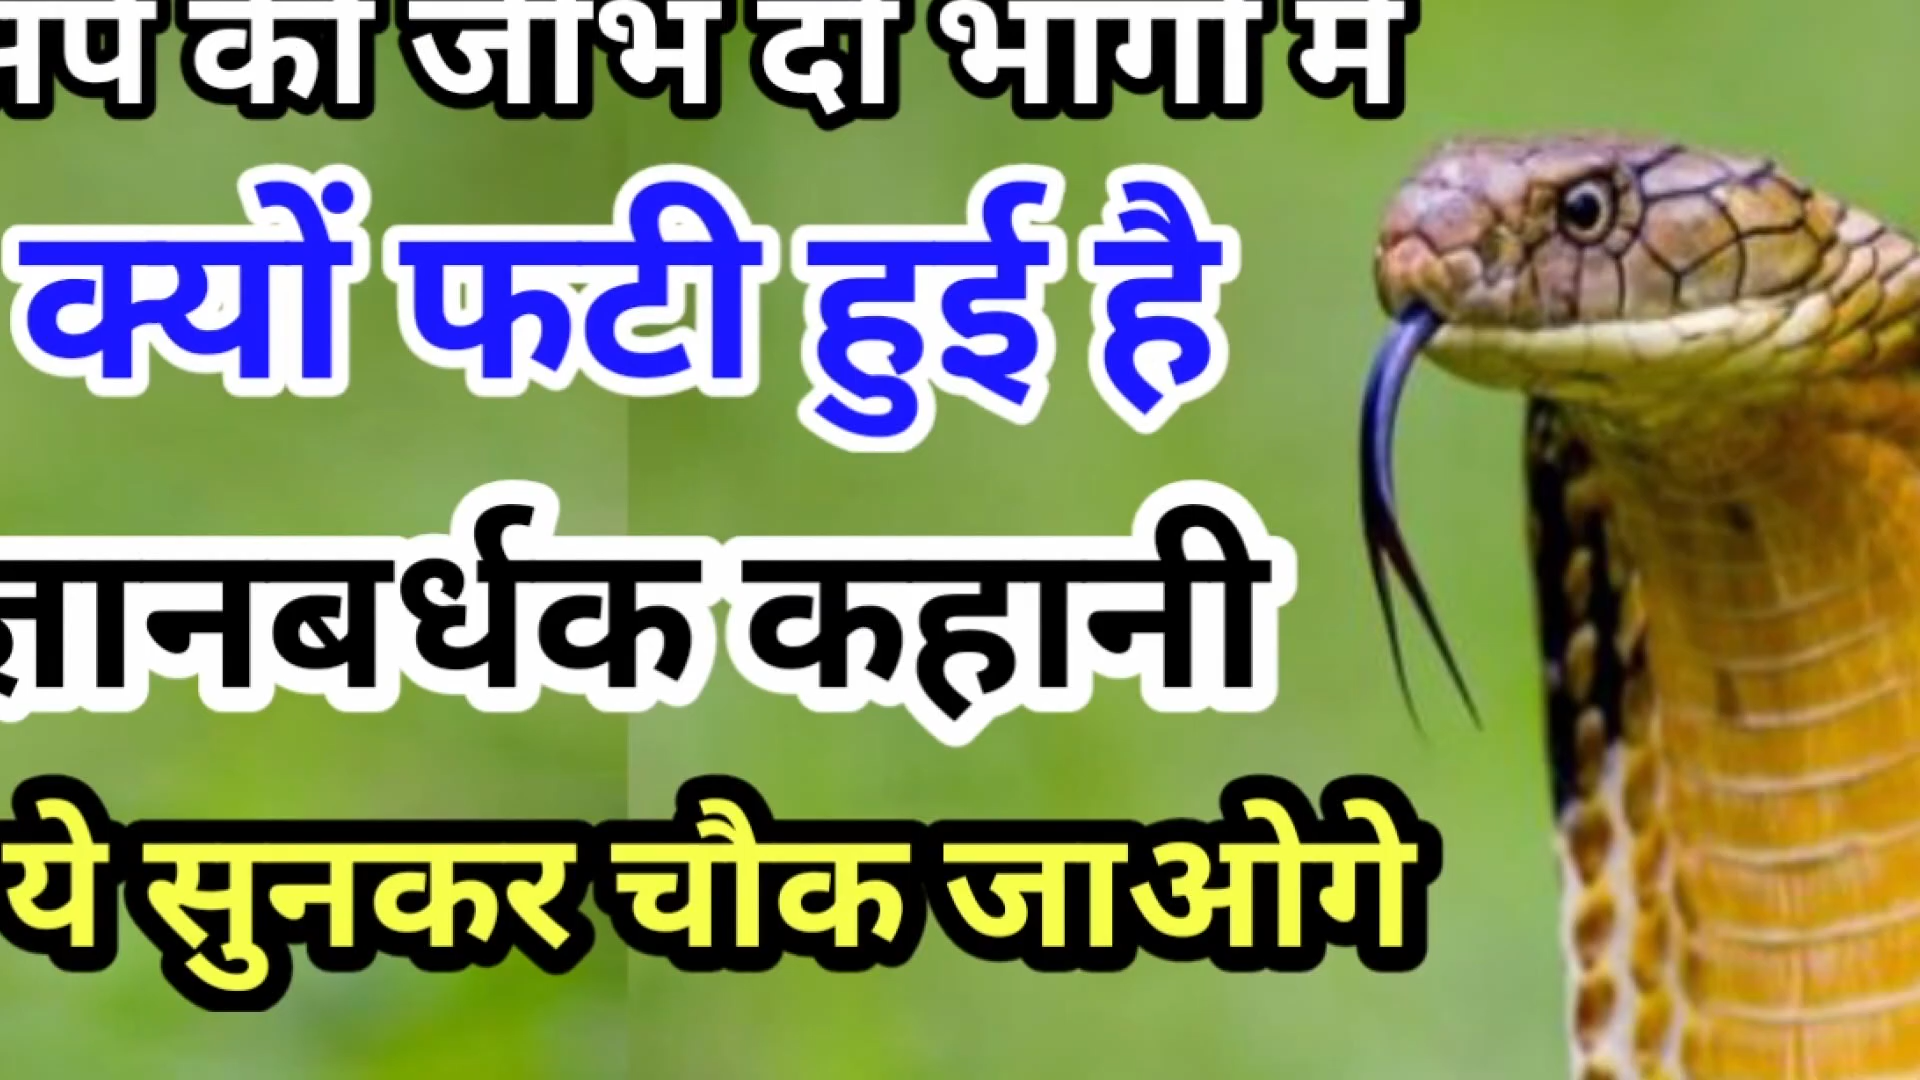 की जीभ दो भागों में
क्यों फटी हुई है
ज्ञानबर्धक कहानी
ये सुनकर चौक जाओगे